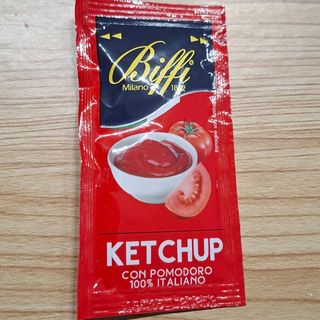 Biffi
Milano 1852
KETCHUP
CON POMODORO
100% ITALIANO